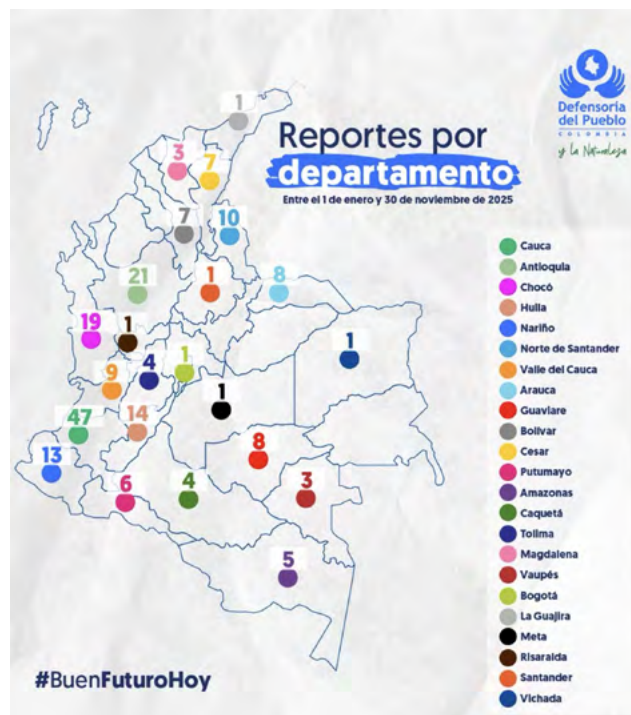 Defensoría
del Pueblo
COLOMBIA
y la Naturaleza
Reportes por
departamento
Entre el 1 de enero y 30 de noviembre de 2025
1
3
7
7
10
21
1
8
19
1
4
1
1
9
1
47
14
13
8
6
4
3
5
Cauca
Antioquia
Chocó
Huila
Nariño
Norte de Santander
Valle del Cauca
Arauca
Guaviare
Bolívar
Cesar
Putumayo
Amazonas
Caquetá
Tolima
Magdalena
Vaupés
Bogotá
La Guajira
Meta
Risaralda
Santander
Vichada
#BuenFuturoHoy